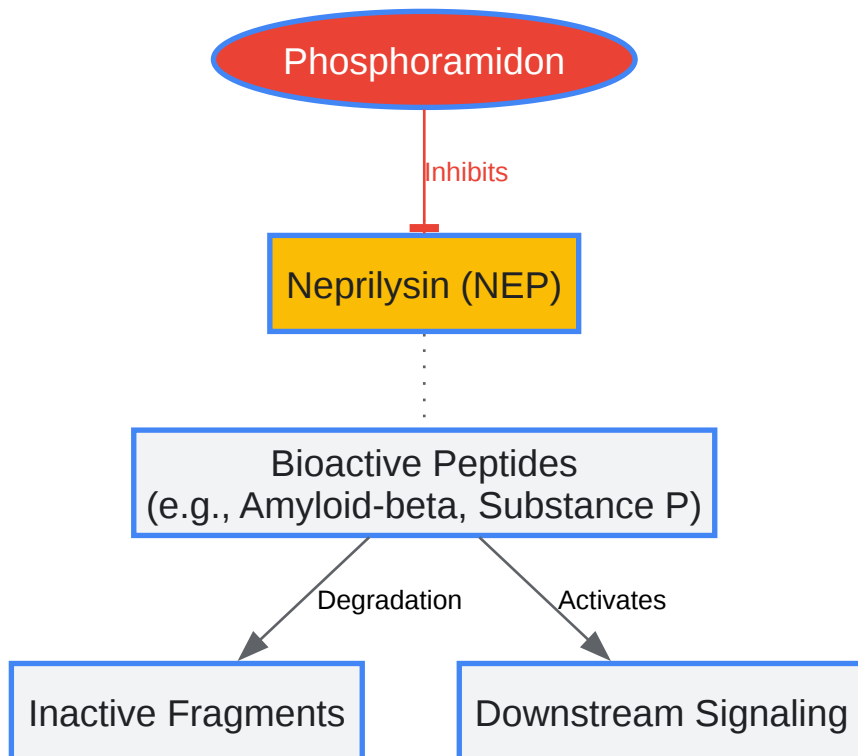 Phosphoramidon
Inhibits
Neprilysin (NEP)
Bioactive Peptides
(e.g., Amyloid-beta, Substance P)
Degradation
Activates
Inactive Fragments
Downstream Signaling